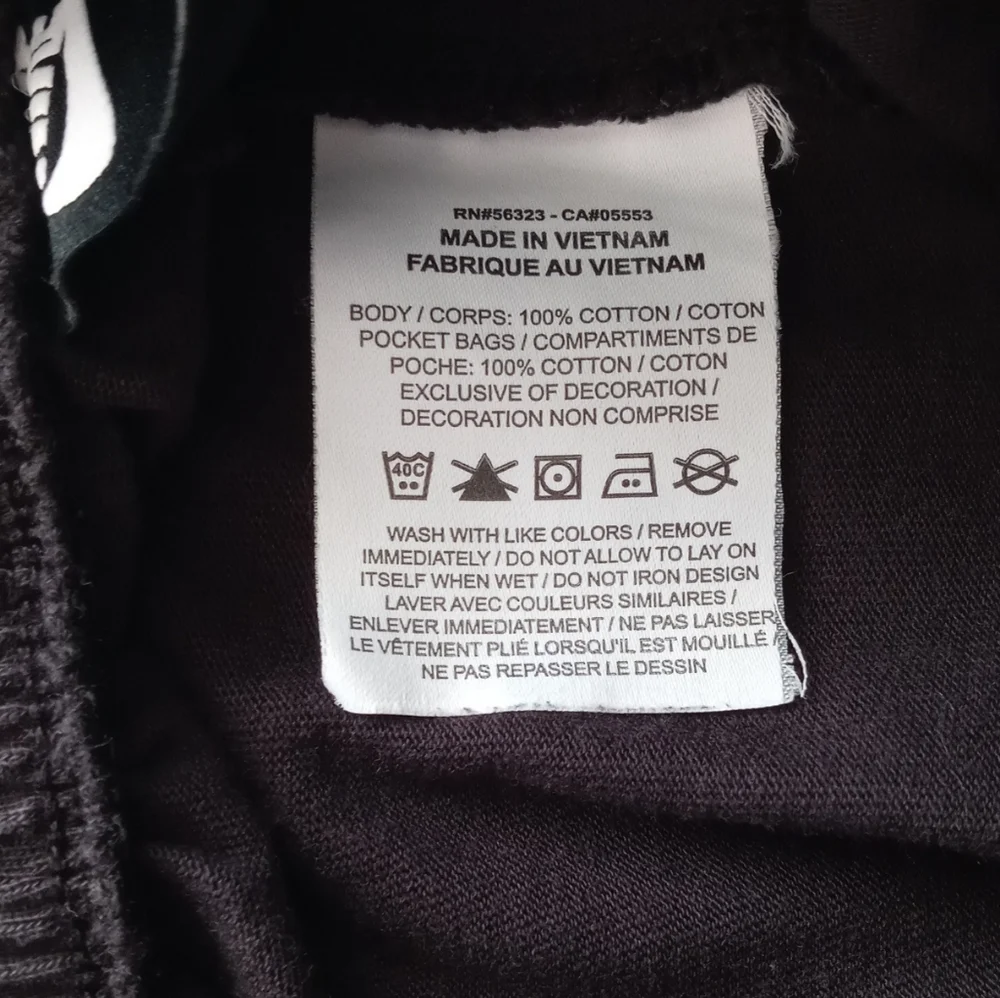 RN#56323 - CA#05553
MADE IN VIETNAM
FABRIQUE AU VIETNAM
BODY / CORPS: 100% COTTON / COTON
POCKET BAGS / COMPARTIMENTS DE
POCHE: 100% COTTON / COTON
EXCLUSIVE OF DECORATION /
DECORATION NON COMPRISE
40C
WASH WITH LIKE COLORS / REMOVE
IMMEDIATELY / DO NOT ALLOW TO LAY ON
ITSELF WHEN WET / DO NOT IRON DESIGN
LAVER AVEC COULEURS SIMILAIRES /
ENLEVER IMMEDIATEMENT / NE PAS LAISSER
LE VÊTEMENT PLIÉ LORSQU'IL EST MOUILLÉ /
NE PAS REPASSER LE DESSIN